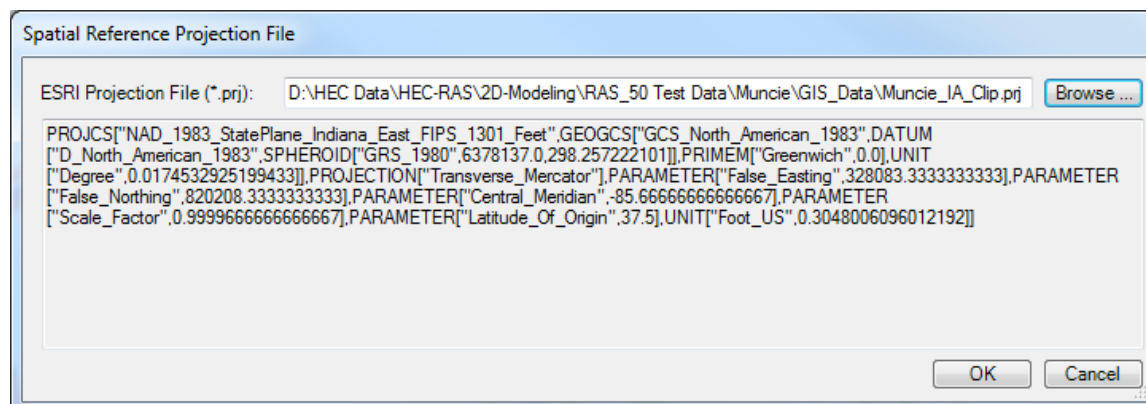 Spatial Reference Projection File
ESRI Projection File (*.prj): D:\HEC Data\HEC-RAS\2D-Modeling\RAS_50 Test Data\Muncie\GIS_Data\Muncie_IA_Clip.prj Browse ...
PROJCS["NAD_1983_StatePlane_Indiana_East_FIPS_1301_Feet",GEOGCS["GCS_North_American_1983",DATUM
["D_North_American_1983",SPHEROID["GRS_1980",6378137.0,298.257222101]],PRIMEM["Greenwich",0.0],UNIT
["Degree",0.0174532925199433]],PROJECTION["Transverse_Mercator"],PARAMETER["False_Easting",328083.3333333333],PARAMETER
["False_Northing",820208.3333333333],PARAMETER["Central_Meridian",-85.66666666666667],PARAMETER
["Scale_Factor",0.9999666666666667],PARAMETER["Latitude_Of_Origin",37.5],UNIT["Foot_US",0.3048006096012192]]
OK Cancel